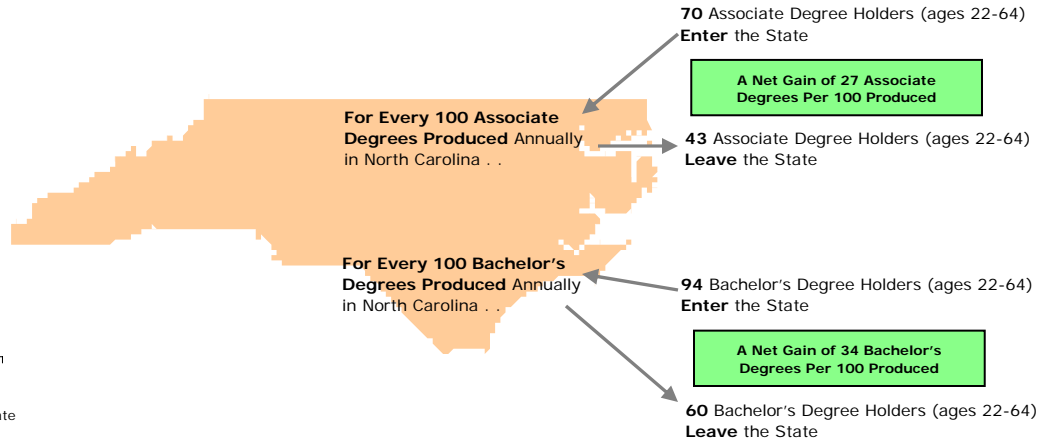 70 Associate Degree Holders (ages 22-64)
Enter the State
A Net Gain of 27 Associate
Degrees Per 100 Produced
For Every 100 Associate
Degrees Produced Annually
in North Carolina . .
43 Associate Degree Holders (ages 22-64)
Leave the State
For Every 100 Bachelor's
Degrees Produced Annually
in North Carolina . .
94 Bachelor's Degree Holders (ages 22-64)
Enter the State
A Net Gain of 34 Bachelor's
Degrees Per 100 Produced
60 Bachelor's Degree Holders (ages 22-64)
Leave the State